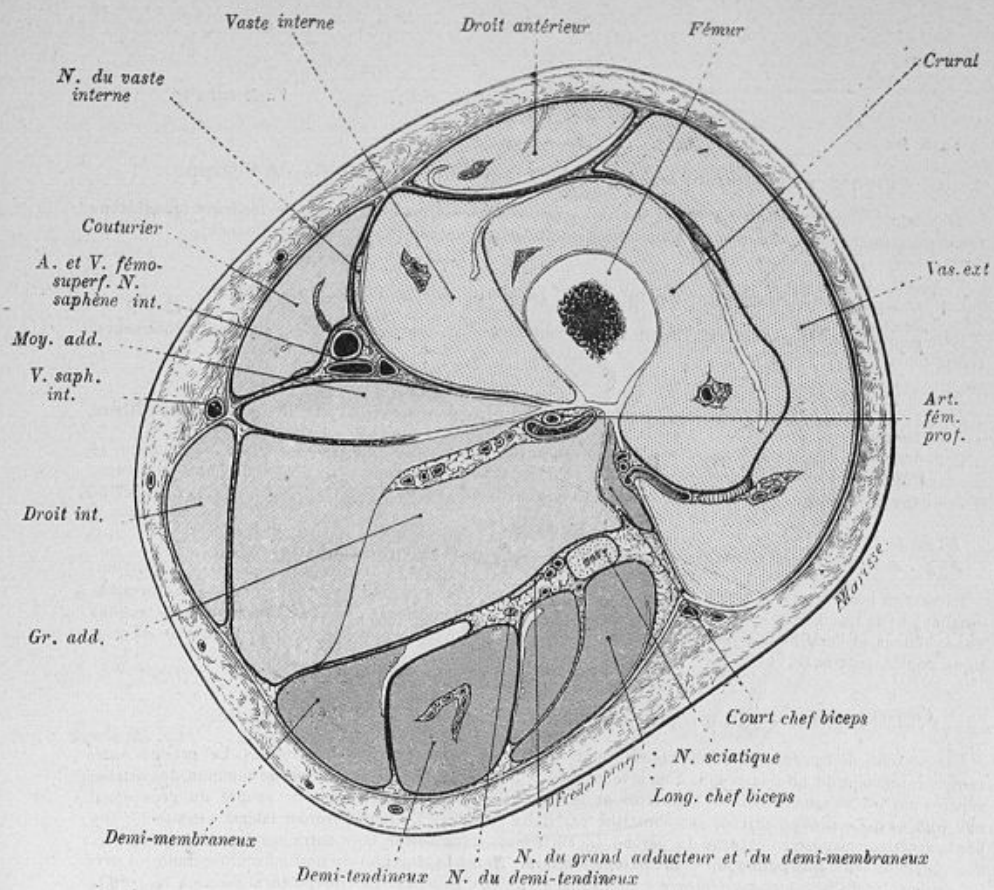 Vaste interne
Droit antérieur
Fémur
Crural
N. du vaste
interne
Couturier
A. et V. fémo-
superf. N.
saphène int.
Moy. add.
V. saph.
int.
Vas. ext
Art.
fém.
prof.
Droit int.
Gr. add.
Court chef biceps
N. sciatique
Long. chef biceps
Demi-membraneux
N. du grand adducteur et du demi-membraneux
Demi-tendineux
N. du demi-tendineux